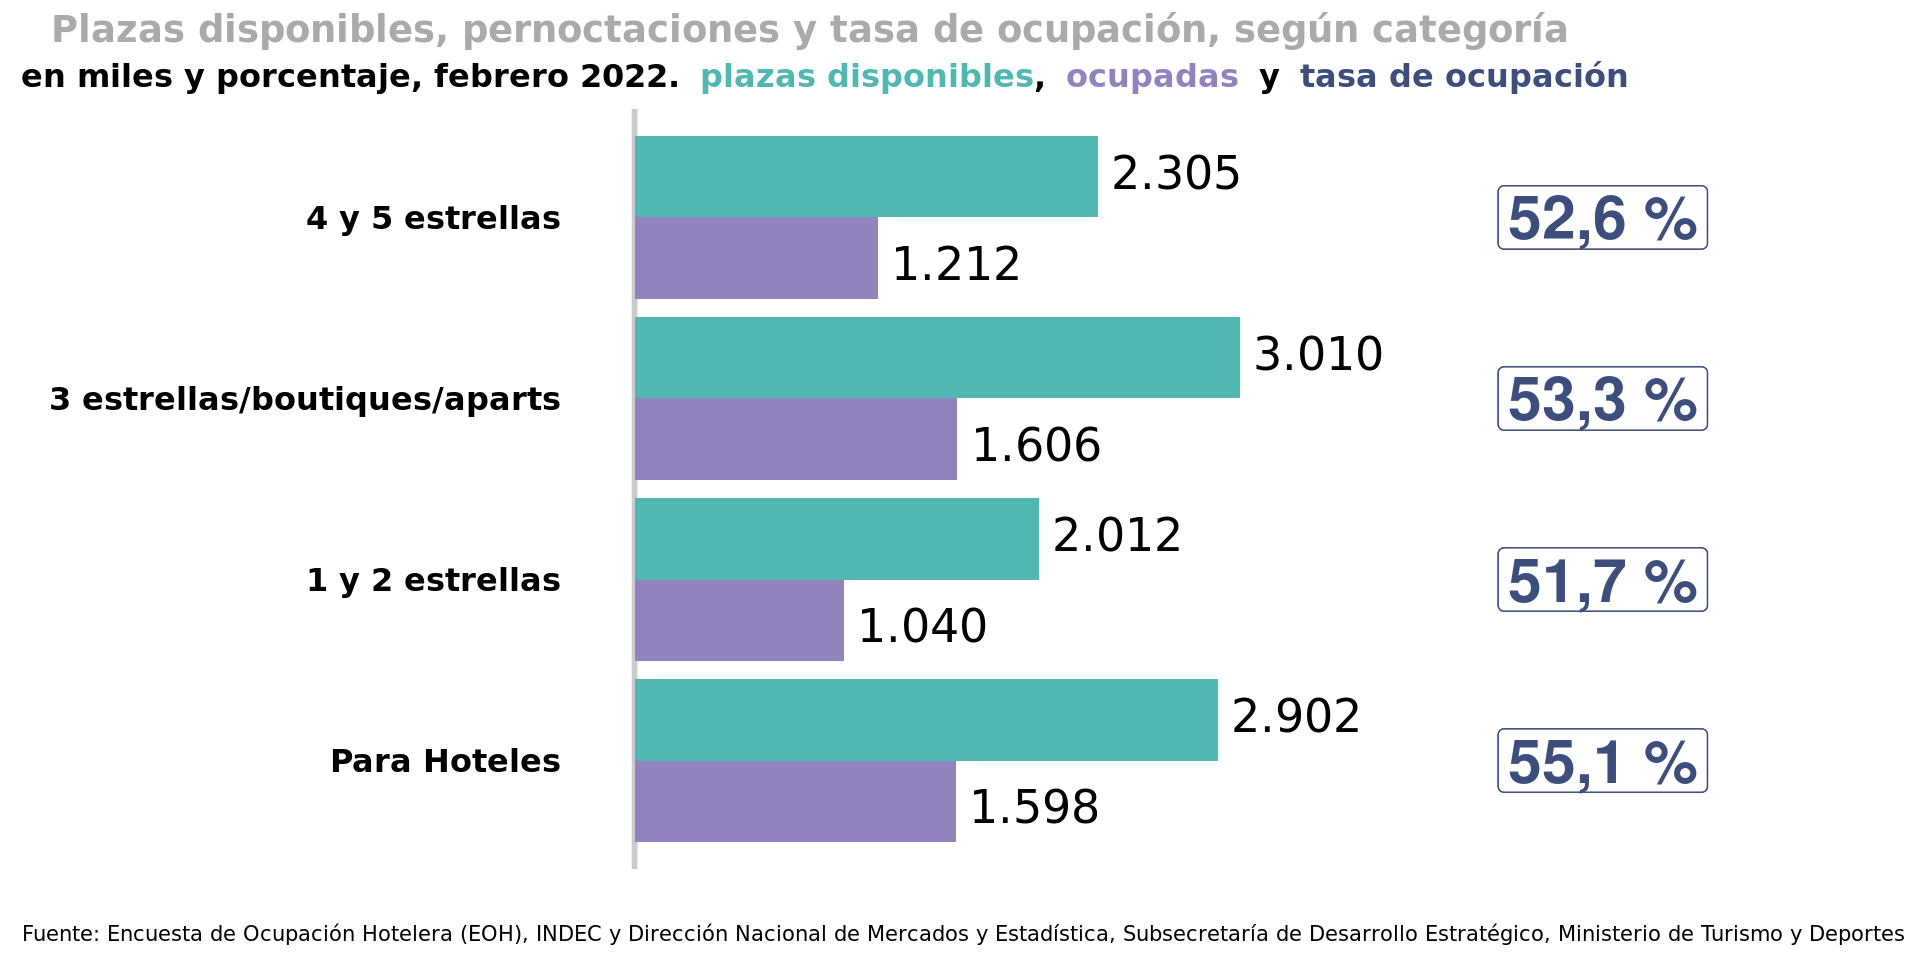 Plazas disponibles, pernoctaciones y tasa de ocupación, según categoría
en miles y porcentaje, febrero 2022. plazas disponibles, ocupadas y tasa de ocupación
2.305
4 y 5 estrellas
52,6 %
1.212
3.010
3 estrellas/boutiques/aparts
53,3 %
1.606
2.012
1 y 2 estrellas
51,7 %
1.040
2.902
Para Hoteles
55,1 %
1.598
Fuente: Encuesta de Ocupación Hotelera (EOH), INDEC y Dirección Nacional de Mercados y Estadística, Subsecretaría de Desarrollo Estratégico, Ministerio de Turismo y Deportes